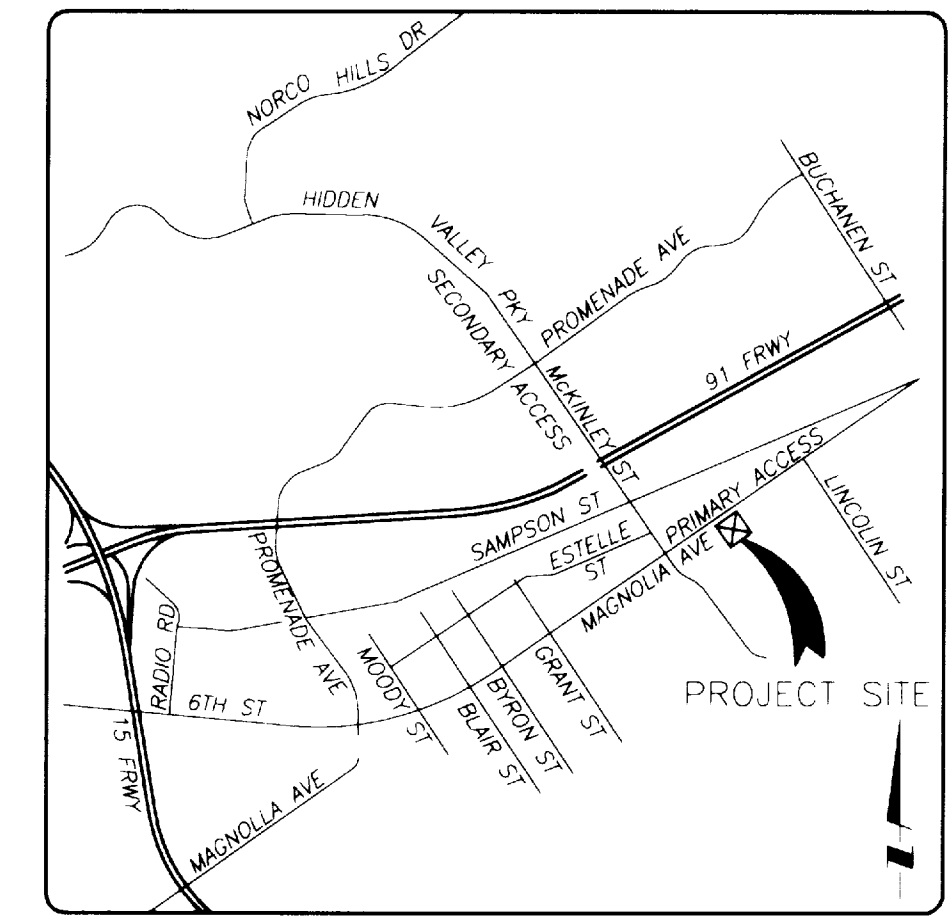 NORCO HILLS DR
HIDDEN VALLEY PKY
BUCHANEN ST
PROMENADE AVE
SECONDARY ACCESS
91 FRWY
McKINLEY ST
PRIMARY ACCESS
SAMPSON ST
ESTELLE ST
LINCOLIN ST
MAGNOLIA AVE
PROMENADE AVE
RADIO RD
MOODY ST
GRANT ST
BYRON ST
BLAIR ST
PROJECT SITE
6TH ST
15 FRWY
MAGNOLLA AVE